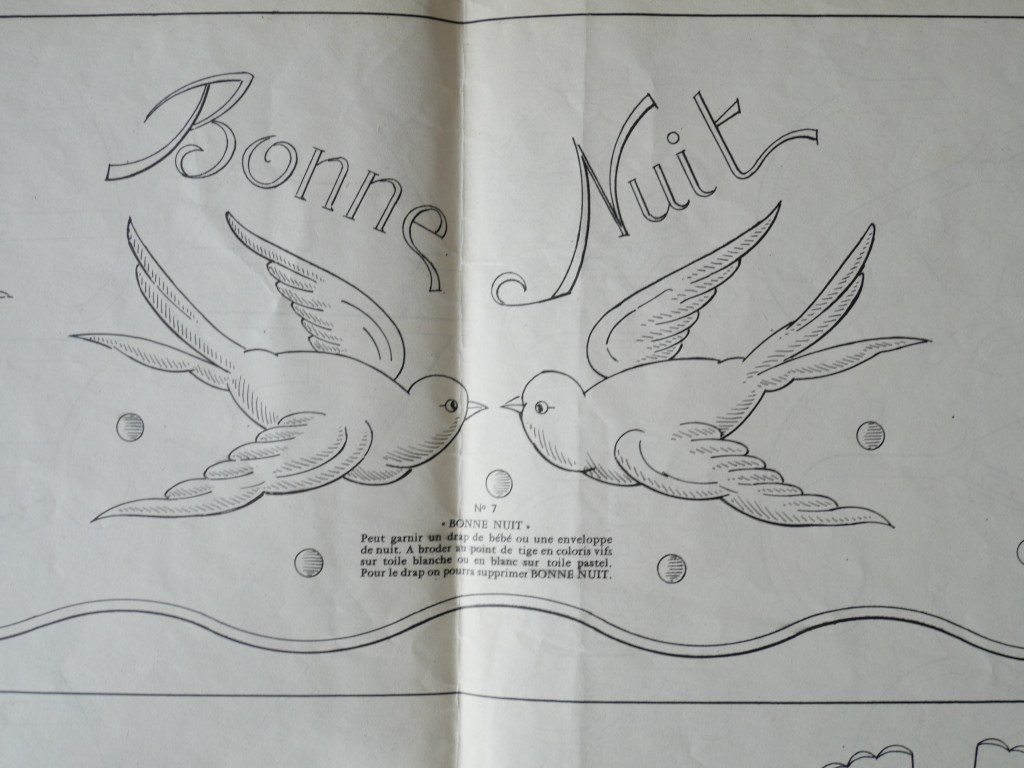 Bonne Nuit
Nº 7
« BONNE NUIT »
Peut garnir un drap de bébé ou une enveloppe
de nuit. A broder au point de tige en coloris vifs
sur toile blanche ou en blanc sur toile pastel.
Pour le drap on pourra supprimer BONNE NUIT.